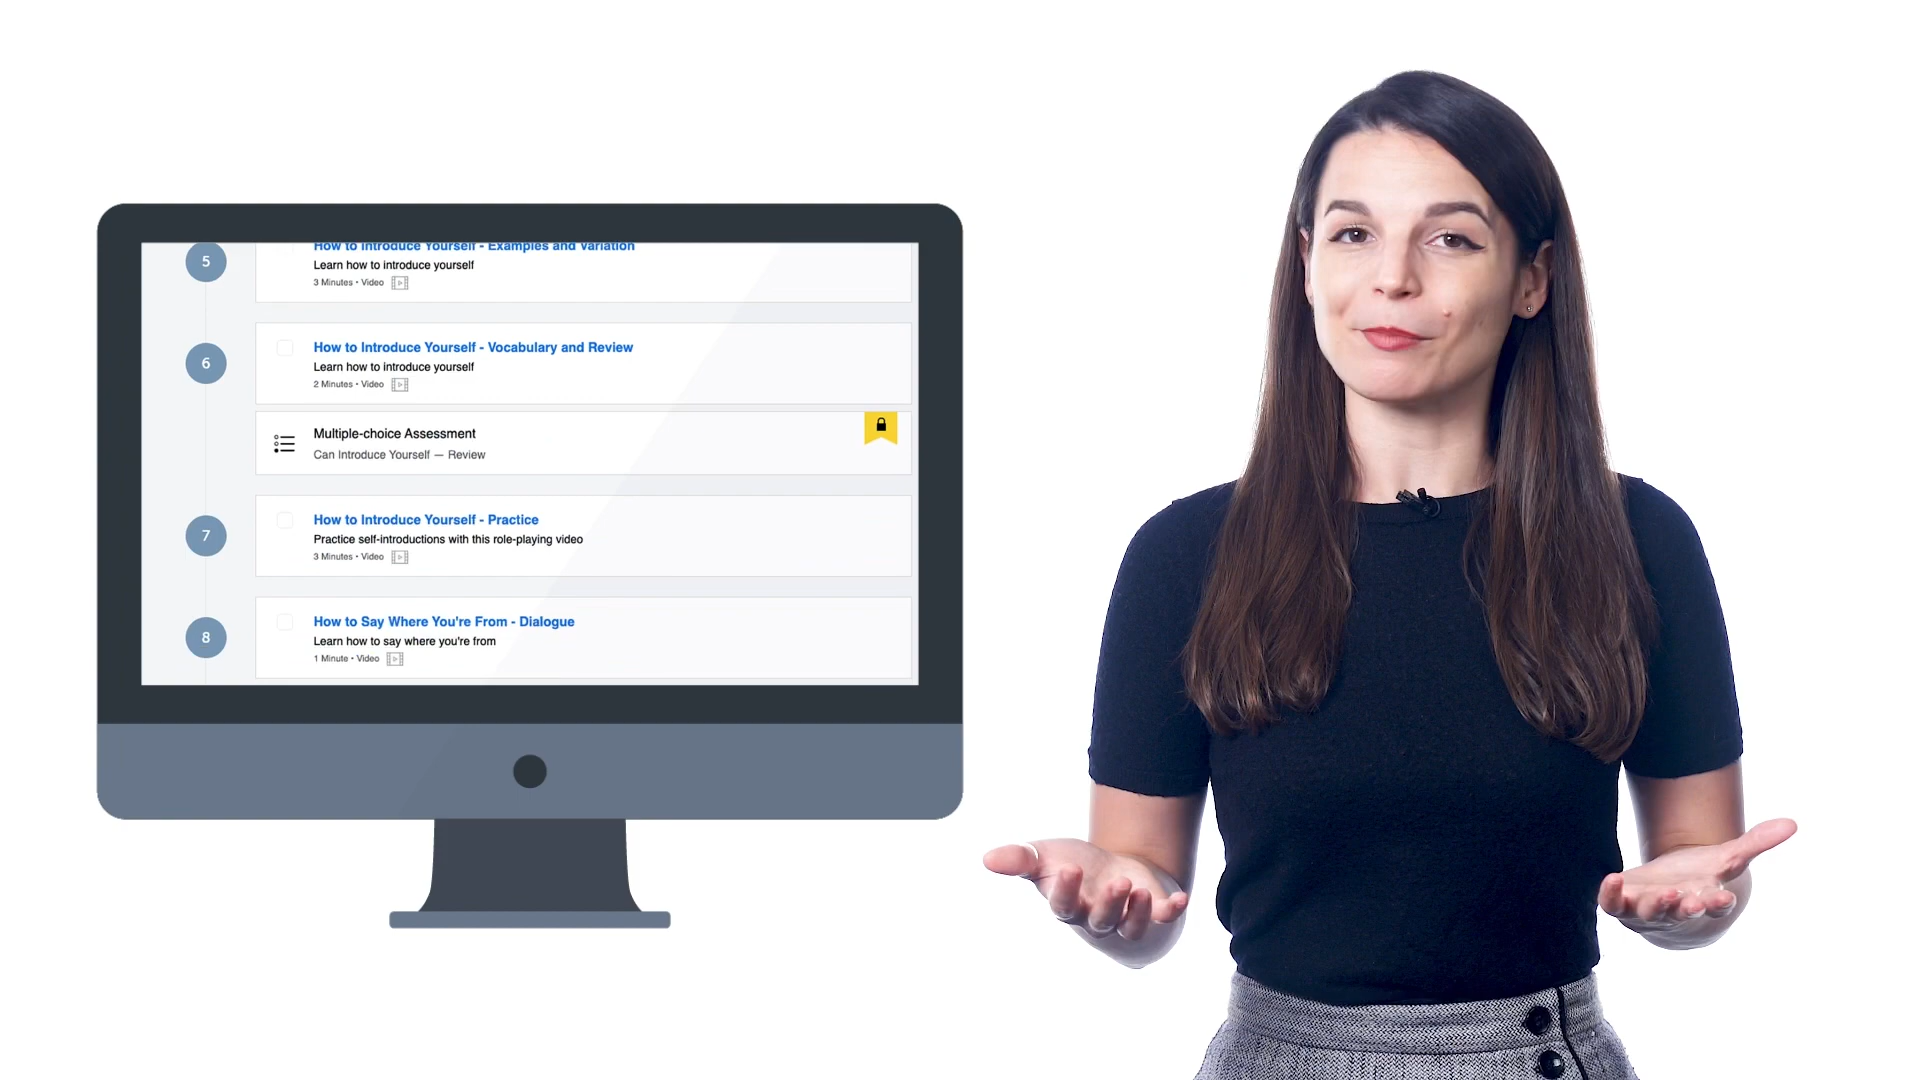 5
How to Introduce Yourself - Examples and Variation
Learn how to introduce yourself
3 Minutes • Video
6
How to Introduce Yourself - Vocabulary and Review
Learn how to introduce yourself
2 Minutes • Video
Multiple-choice Assessment
Can Introduce Yourself — Review
7
How to Introduce Yourself - Practice
Practice self-introductions with this role-playing video
3 Minutes • Video
8
How to Say Where You're From - Dialogue
Learn how to say where you're from
1 Minute • Video